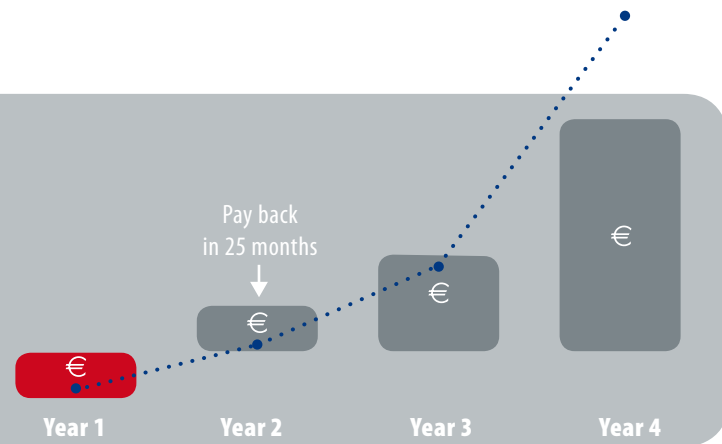 Pay back
in 25 months
€
€
€
€
Year 1
Year 2
Year 3
Year 4